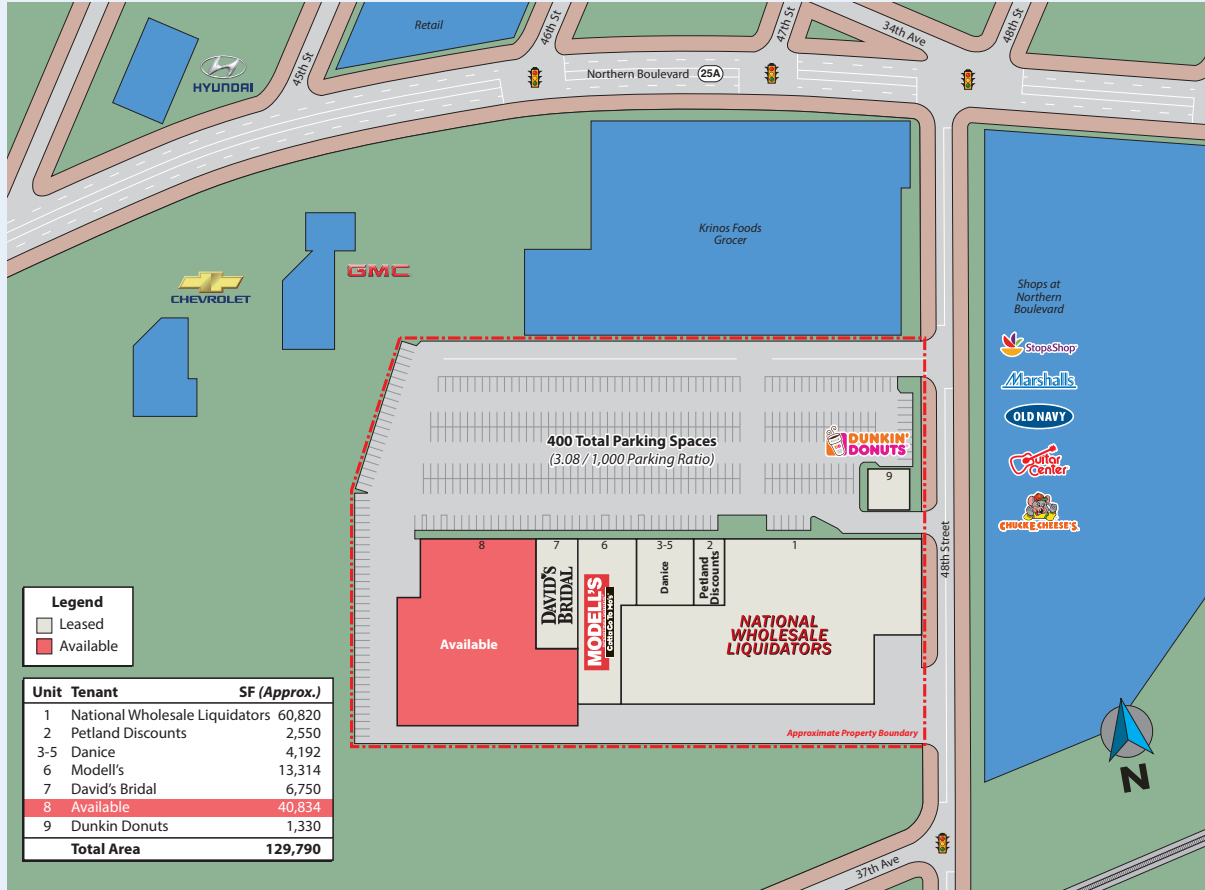 Retail
45th St
46th St
47th St
34th Ave
48th St
HYUNDAI
Northern Boulevard 25A
Krinos Foods
Grocer
CHEVROLET
GMC
Shops at
Northern
Boulevard
Stop&Shop
Marshalls
OLD NAVY
Guitar
Center
CHUCK E CHEESE'S
400 Total Parking Spaces
(3.08 / 1,000 Parking Ratio)
DUNKIN'
DONUTS
9
8
7
6
3-5
2
1
48th Street
Available
DAVID'S
BRIDAL
MODELL'S
Gotta Go To Mo's
Danice
Petland
Discounts
NATIONAL
WHOLESALE
LIQUIDATORS
Approximate Property Boundary
Legend
Leased
Available
Unit Tenant SF (Approx.)
1 National Wholesale Liquidators 60,820
2 Petland Discounts 2,550
3-5 Danice 4,192
6 Modell's 13,314
7 David's Bridal 6,750
8 Available 40,834
9 Dunkin Donuts 1,330
Total Area 129,790
N
37th Ave